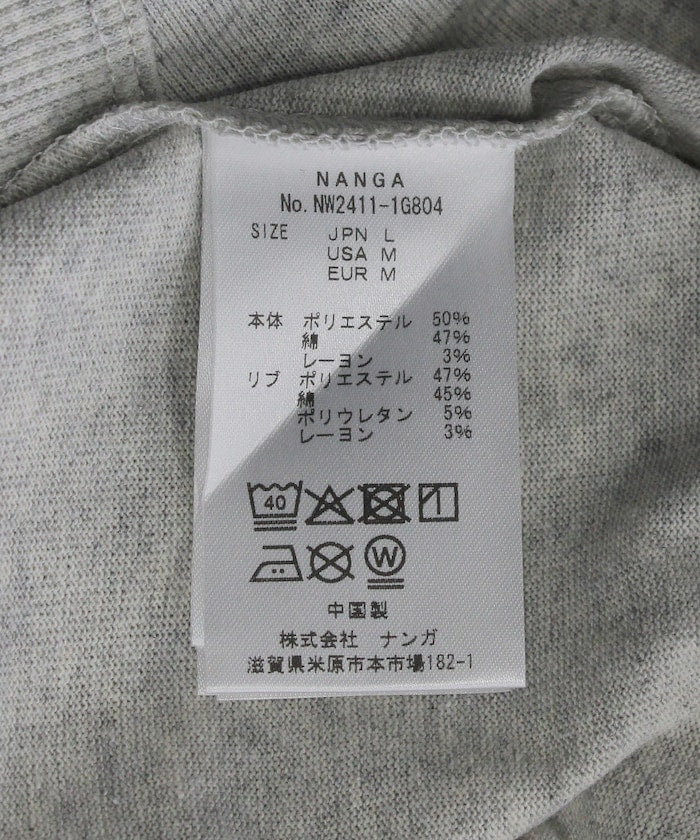 NANGA
No. NW2411-1G804
SIZE JPN L
USA M
EUR M
本体 ポリエステル 50%
綿 47%
レーヨン 3%
リブ ポリエステル 47%
綿 45%
ポリウレタン 5%
レーヨン 3%
40
W
中国製
株式会社 ナンガ
滋賀県米原市本市場182-1